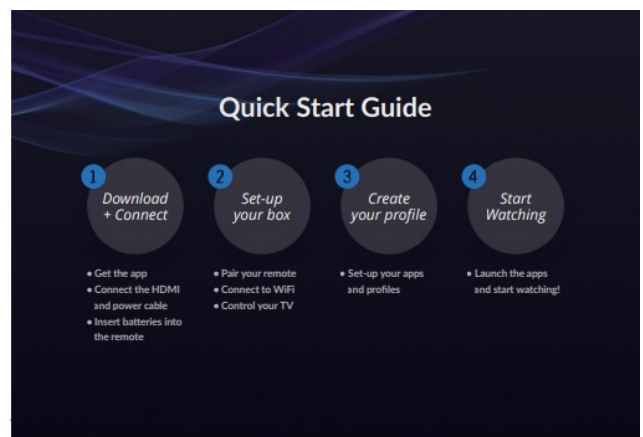 Quick Start Guide
1
Download
+ Connect
• Get the app
• Connect the HDMI
and power cable
• Insert batteries into
the remote
2
Set-up
your box
• Pair your remote
• Connect to WiFi
• Control your TV
3
Create
your profile
• Set-up your apps
and profiles
4
Start
Watching
• Launch the apps
and start watching!